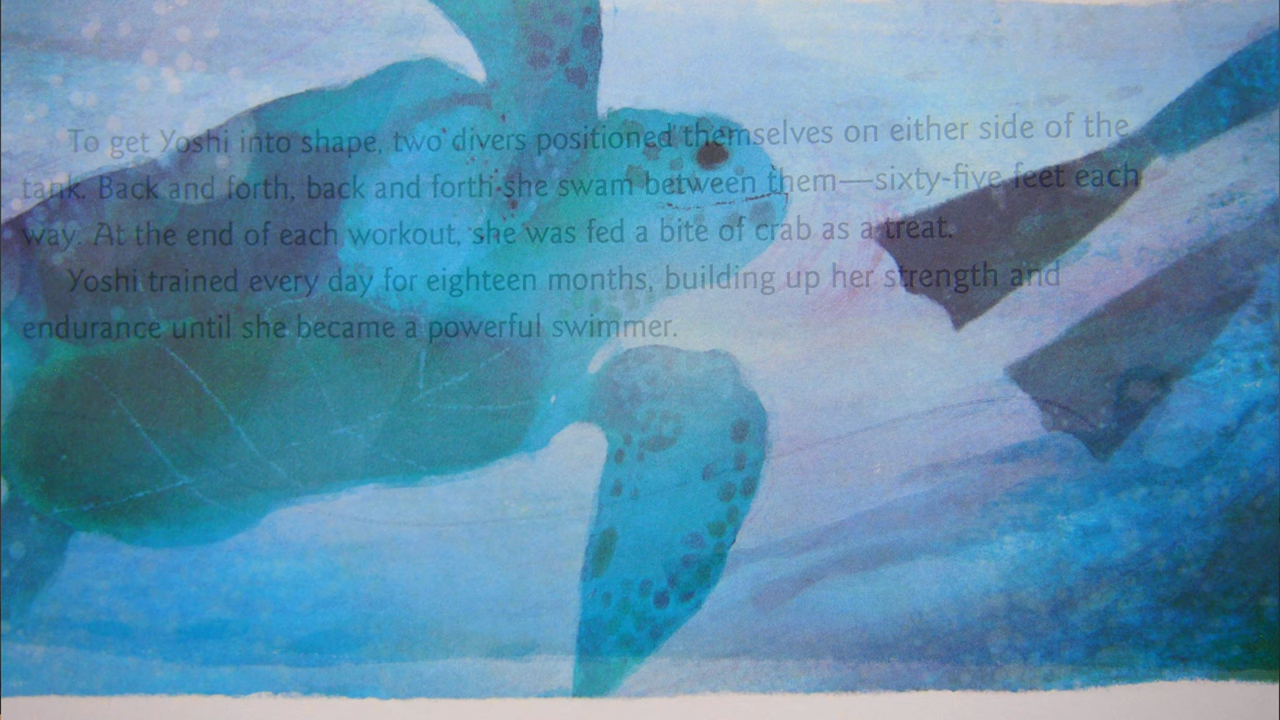 To get Yoshi into shape, two divers positioned themselves on either side of the
tank. Back and forth, back and forth she swam between them—sixty-five feet each
way. At the end of each workout, she was fed a bite of crab as a treat.
Yoshi trained every day for eighteen months, building up her strength and
endurance until she became a powerful swimmer.